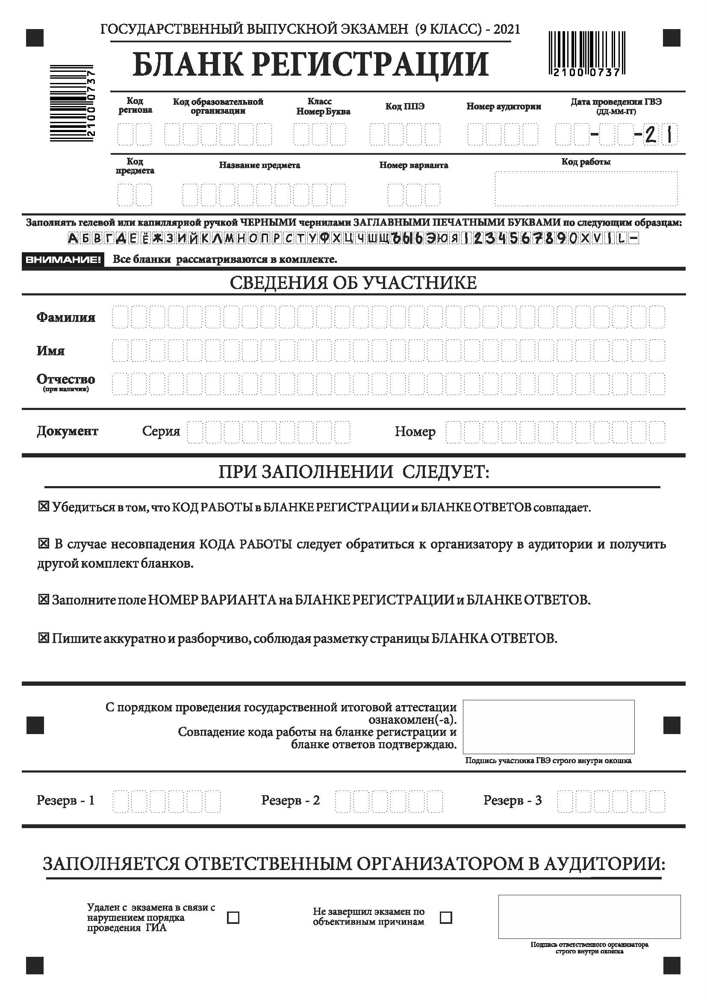 ГОСУДАРСТВЕННЫЙ ВЫПУСКНОЙ ЭКЗАМЕН (9 КЛАСС) - 2021
БЛАНК РЕГИСТРАЦИИ
2100 0737
2100 0737
Код региона
Код образовательной организации
Класс
Номер Буква
Код ППЭ
Номер аудитории
Дата проведения ГВЭ
(ДД-ММ-ГГ)
- - 2 1
Код предмета
Название предмета
Номер варианта
Код работы
Заполнять гелевой или капиллярной ручкой ЧЕРНЫМИ чернилами ЗАГЛАВНЫМИ ПЕЧАТНЫМИ БУКВАМИ по следующим образцам:
А Б В Г Д Е Ё Ж З И Й К Л М Н О П Р С Т У Ф Х Ц Ч Ш Щ Ъ Ы Ь Э Ю Я 1 2 3 4 5 6 7 8 9 0 X V I L -
ВНИМАНИЕ! Все бланки рассматриваются в комплекте.
СВЕДЕНИЯ ОБ УЧАСТНИКЕ
Фамилия
Имя
Отчество
(при наличии)
Документ Серия Номер
ПРИ ЗАПОЛНЕНИИ СЛЕДУЕТ:
☒ Убедиться в том, что КОД РАБОТЫ в БЛАНКЕ РЕГИСТРАЦИИ и БЛАНКЕ ОТВЕТОВ совпадает.
☒ В случае несовпадения КОДА РАБОТЫ следует обратиться к организатору в аудитории и получить
другой комплект бланков.
☒ Заполните поле НОМЕР ВАРИАНТА на БЛАНКЕ РЕГИСТРАЦИИ и БЛАНКЕ ОТВЕТОВ.
☒ Пишите аккуратно и разборчиво, соблюдая разметку страницы БЛАНКА ОТВЕТОВ.
С порядком проведения государственной итоговой аттестации
ознакомлен(-а).
Совпадение кода работы на бланке регистрации и
бланке ответов подтверждаю.
Подпись участника ГВЭ строго внутри окошка
Резерв - 1 Резерв - 2 Резерв - 3
ЗАПОЛНЯЕТСЯ ОТВЕТСТВЕННЫМ ОРГАНИЗАТОРОМ В АУДИТОРИИ:
Удален с экзамена в связи с
нарушением порядка
проведения ГИА
Не завершил экзамен по
объективным причинам
Подпись ответственного организатора
строго внутри окошка